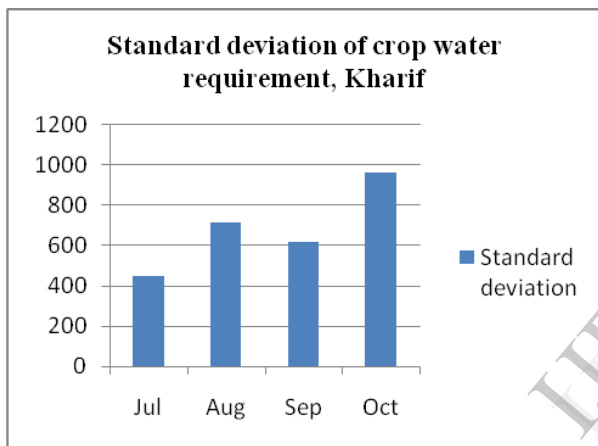 Standard deviation of crop water
requirement, Kharif
1200
1000
800
600
400
200
0
Jul Aug Sep Oct
Standard
deviation